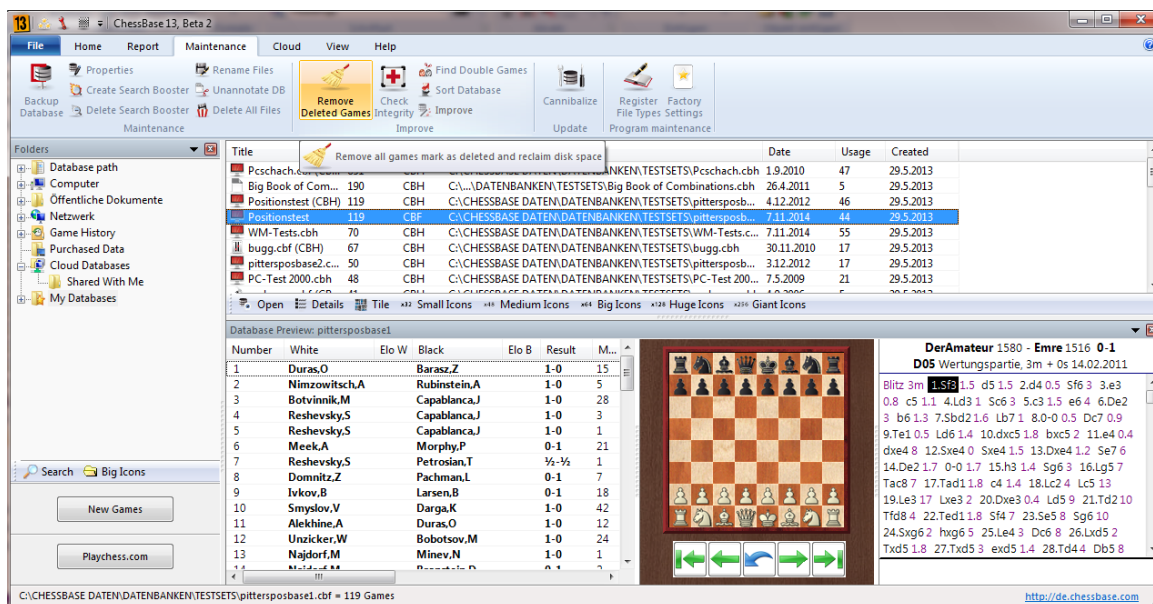 13 ChessBase 13, Beta 2
File Home Report Maintenance Cloud View Help
Backup Database
Properties
Create Search Booster
Delete Search Booster
Rename Files
Unannotate DB
Delete All Files
Maintenance
Remove Deleted Games
Check Integrity
Find Double Games
Sort Database
Improve
Improve
Cannibalize
Update
Register File Types
Factory Settings
Program maintenance
Remove all games mark as deleted and reclaim disk space
Folders
Database path
Computer
Öffentliche Dokumente
Netzwerk
Game History
Purchased Data
Cloud Databases
Shared With Me
My Databases
Search Big Icons
New Games
Playchess.com
Title Date Usage Created
C:\CHESSBASE DATEN\DATENBANKEN\TESTSETS\Pcschach.cbh 1.9.2010 47 29.5.2013
Big Book of Com... 190 CBH C:\...\DATENBANKEN\TESTSETS\Big Book of Combinations.cbh 26.4.2011 5 29.5.2013
Positionstest (CBH) 119 CBH C:\CHESSBASE DATEN\DATENBANKEN\TESTSETS\pittersposb... 4.12.2012 46 29.5.2013
Positionstest 119 CBF C:\CHESSBASE DATEN\DATENBANKEN\TESTSETS\pittersposb... 7.11.2014 44 29.5.2013
WM-Tests.cbh 70 CBH C:\CHESSBASE DATEN\DATENBANKEN\TESTSETS\WM-Tests.c... 7.11.2014 55 29.5.2013
bugg.cbf (CBH) 67 CBH C:\CHESSBASE DATEN\DATENBANKEN\TESTSETS\bugg.cbh 30.11.2010 17 29.5.2013
pittersposbase2.c... 50 CBH C:\CHESSBASE DATEN\DATENBANKEN\TESTSETS\pittersposb... 3.12.2012 17 29.5.2013
PC-Test 2000.cbh 48 CBH C:\CHESSBASE DATEN\DATENBANKEN\TESTSETS\PC-Test 200... 7.5.2009 21 29.5.2013
Open Details Tile x32 Small Icons x48 Medium Icons x64 Big Icons x128 Huge Icons x256 Giant Icons
Database Preview: pittersposbase1
Number White Elo W Black Elo B Result M...
1 Duras,O Barasz,Z 1-0 15
2 Nimzowitsch,A Rubinstein,A 1-0 5
3 Botvinnik,M Capablanca,J 1-0 28
4 Reshevsky,S Capablanca,J 1-0 3
5 Reshevsky,S Capablanca,J 1-0 1
6 Meek,A Morphy,P 0-1 21
7 Reshevsky,S Petrosian,T ½-½ 1
8 Domnitz,Z Pachman,L 0-1 7
9 Ivkov,B Larsen,B 0-1 18
10 Smyslov,V Darga,K 1-0 42
11 Alekhine,A Duras,O 1-0 12
12 Unzicker,W Bobotsov,M 1-0 24
13 Najdorf,M Minev,N 1-0 1
DerAmateur 1580 - Emre 1516 0-1
D05 Wertungspartie, 3m + 0s 14.02.2011
Blitz 3m 1.Sf3 1.5 d5 1.5 2.d4 0.5 Sf6 3 3.e3
0.8 c5 1.1 4.Ld3 1 Sc6 3 5.c3 1.5 e6 4 6.De2
3 b6 1.3 7.Sbd2 1.6 Lb7 1 8.0-0 0.5 Dc7 0.9
9.Te1 0.5 Ld6 1.4 10.dxc5 1.8 bxc5 2 11.e4 0.4
dxe4 8 12.Sxe4 0 Sxe4 1.5 13.Dxe4 1.2 Se7 6
14.De2 1.7 0-0 1.7 15.h3 1.4 Sg6 3 16.Lg5 7
Tac8 7 17.Tad1 1.8 c4 1.4 18.Lc2 4 Lc5 13
19.Le3 17 Lxe3 2 20.Dxe3 0.4 Ld5 9 21.Td2 10
Tfd8 4 22.Ted1 1.8 Sf4 7 23.Se5 8 Sg6 10
24.Sxg6 2 hxg6 5 25.Le4 3 Dc6 8 26.Lxd5 2
Txd5 1.8 27.Txd5 3 exd5 1.4 28.Td4 4 Db5 8
C:\CHESSBASE DATEN\DATENBANKEN\TESTSETS\pittersposbase1.cbf = 119 Games
http://de.chessbase.com